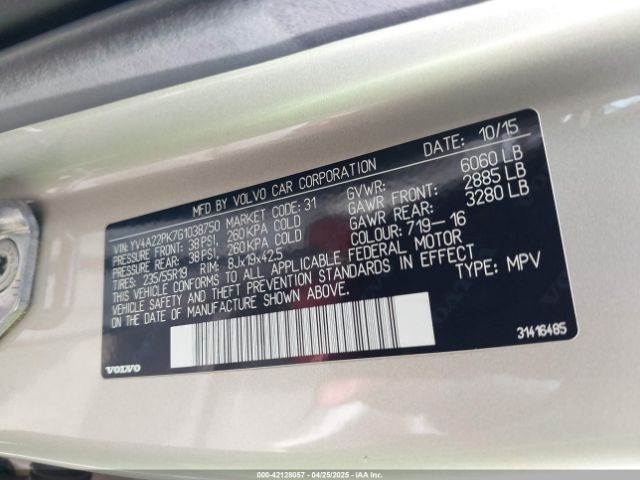 MFD BY VOLVO CAR CORPORATION DATE: 10/15
VIN: YV4A22PK7G1038750 MARKET CODE: 31 GVWR: 6060 LB
PRESSURE FRONT: 38 PSI, 260 KPA COLD GAWR FRONT: 2885 LB
PRESSURE REAR: 38 PSI, 260 KPA COLD GAWR REAR: 3280 LB
TIRES: 235/55R19 RIM: 8Jx19x42,5 COLOUR: 719-16
THIS VEHICLE CONFORMS TO ALL APPLICABLE FEDERAL MOTOR
VEHICLE SAFETY AND THEFT PREVENTION STANDARDS IN EFFECT
ON THE DATE OF MANUFACTURE SHOWN ABOVE. TYPE: MPV
VOLVO 31416485
000-42128057 - 04/25/2025 - IAAI.com